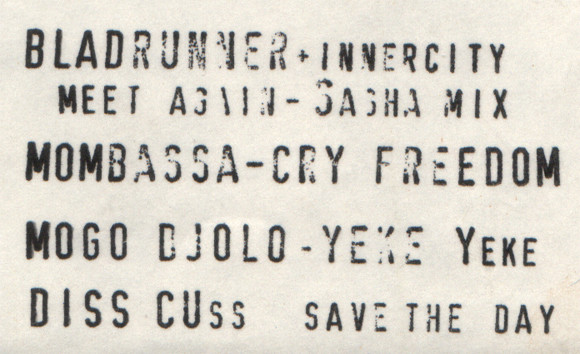 BLADRUNNER + INNERCITY
MEET AGAIN - SASHA MIX
MOMBASSA - CRY FREEDOM
MOGO DJOLO - YEKE YEKE
DISS CUSS SAVE THE DAY